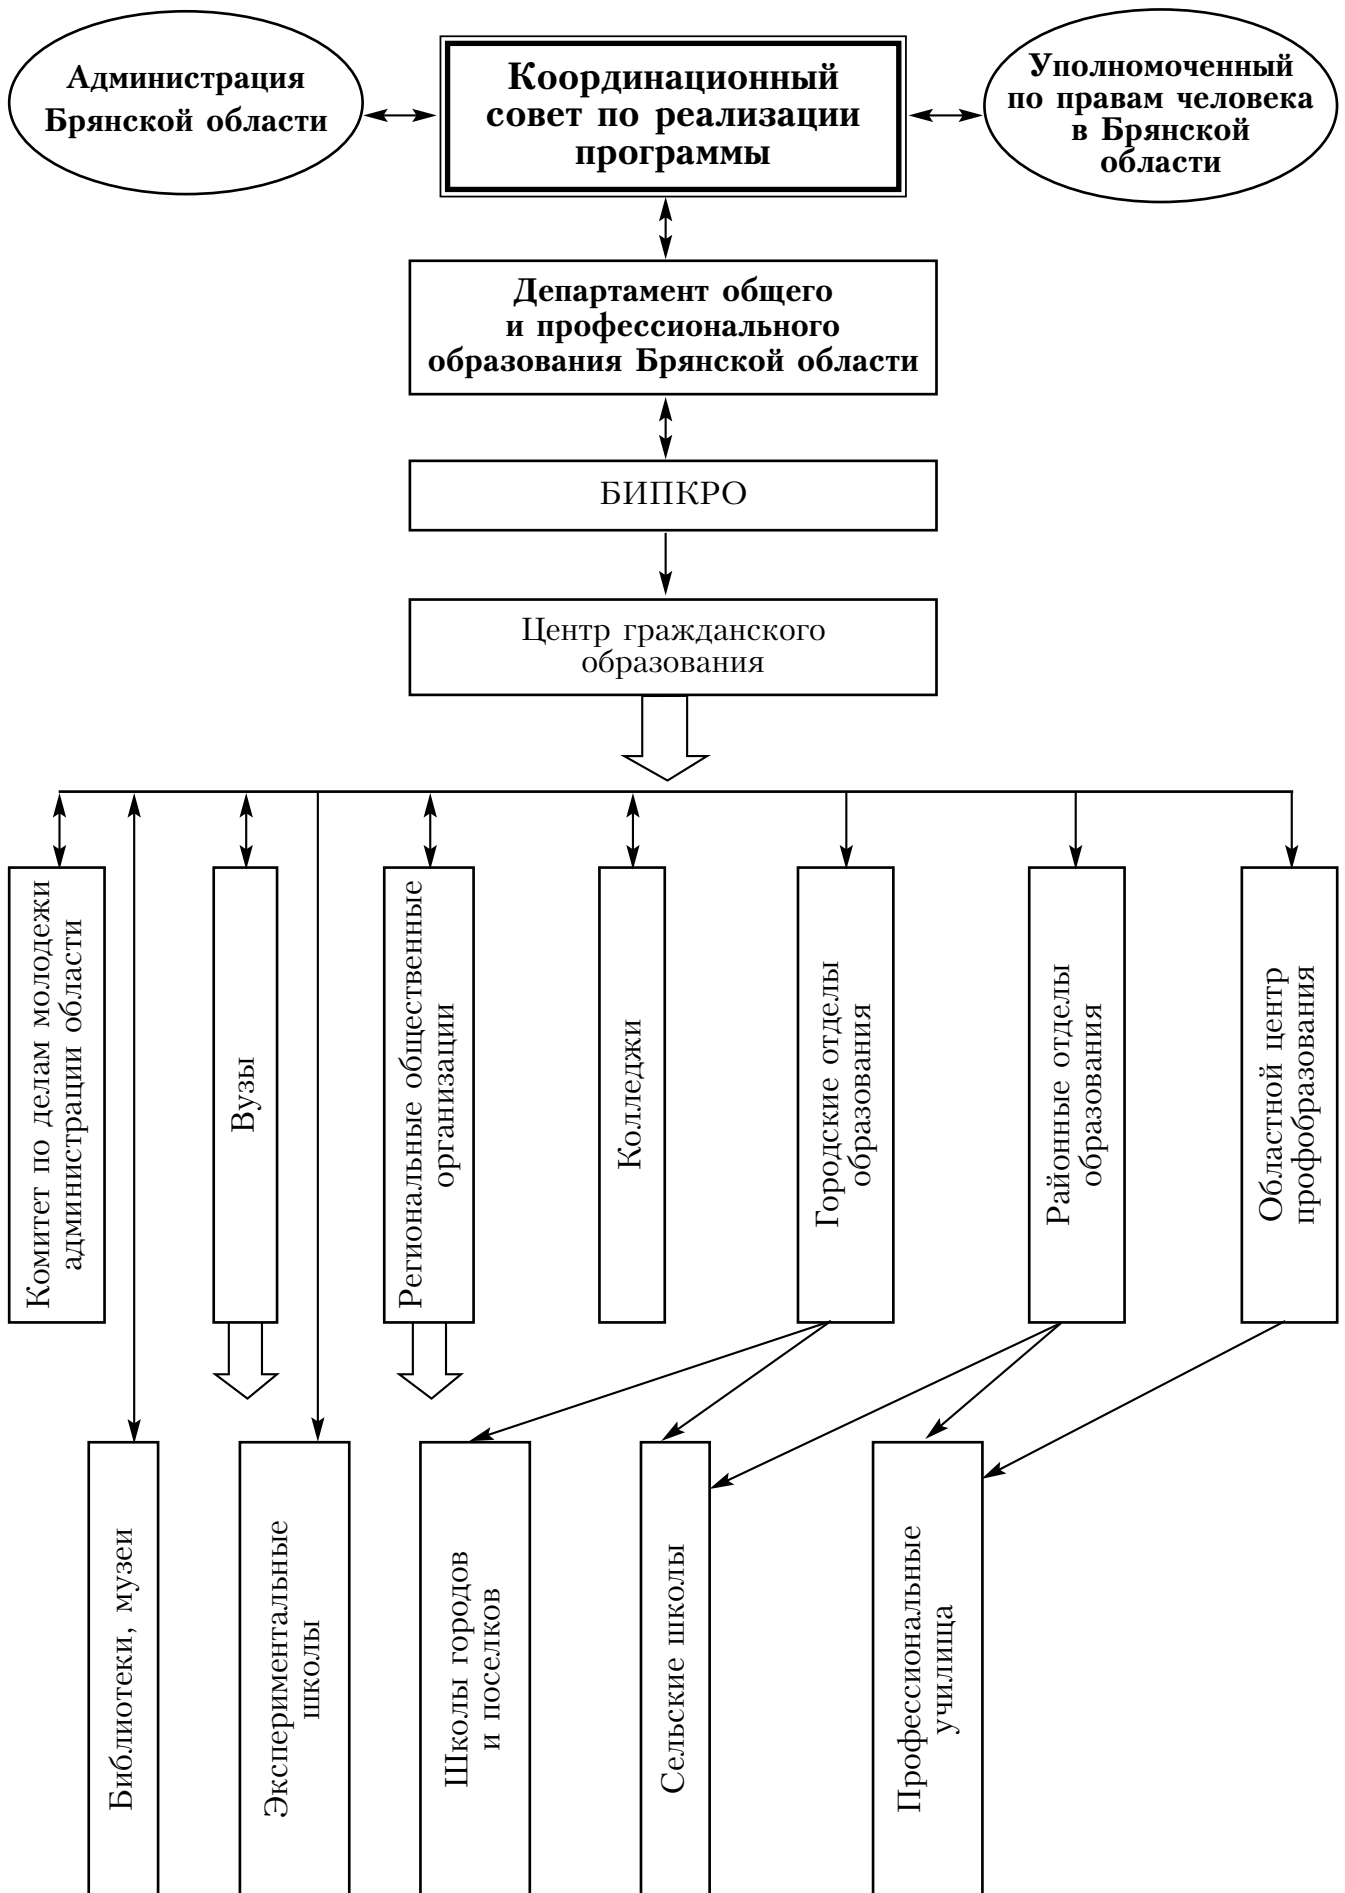 Администрация
Брянской области
Координационный
совет по реализации
программы
Уполномоченный
по правам человека
в Брянской
области
Департамент общего
и профессионального
образования Брянской области
БИПКРО
Центр гражданского
образования
Комитет по делам молодежи
администрации области
Вузы
Региональные общественные
организации
Колледжи
Городские отделы
образования
Районные отделы
образования
Областной центр
профобразования
Библиотеки, музеи
Экспериментальные
школы
Школы городов
и поселков
Сельские школы
Профессиональные
училища